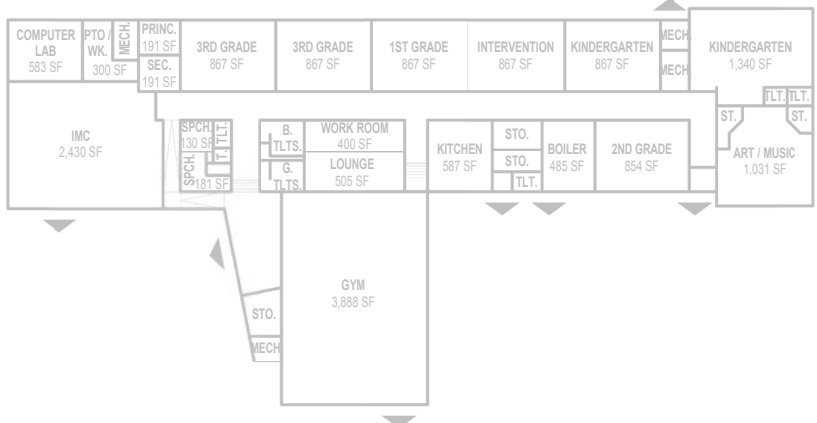 COMPUTER
LAB
583 SF
PTO /
WK.
300 SF
MECH.
PRINC.
191 SF
SEC.
191 SF
3RD GRADE
867 SF
3RD GRADE
867 SF
1ST GRADE
867 SF
INTERVENTION
867 SF
KINDERGARTEN
867 SF
MECH
MECH
KINDERGARTEN
1,340 SF
TLT.
TLT.
ST.
ST.
ART / MUSIC
1,031 SF
IMC
2,430 SF
SPCH.
130 SF
TLT.
T.
SPCH.
181 SF
B.
TLTS.
G.
TLTS.
WORK ROOM
400 SF
LOUNGE
505 SF
KITCHEN
587 SF
STO.
STO.
TLT.
BOILER
485 SF
2ND GRADE
854 SF
GYM
3,888 SF
STO.
MECH